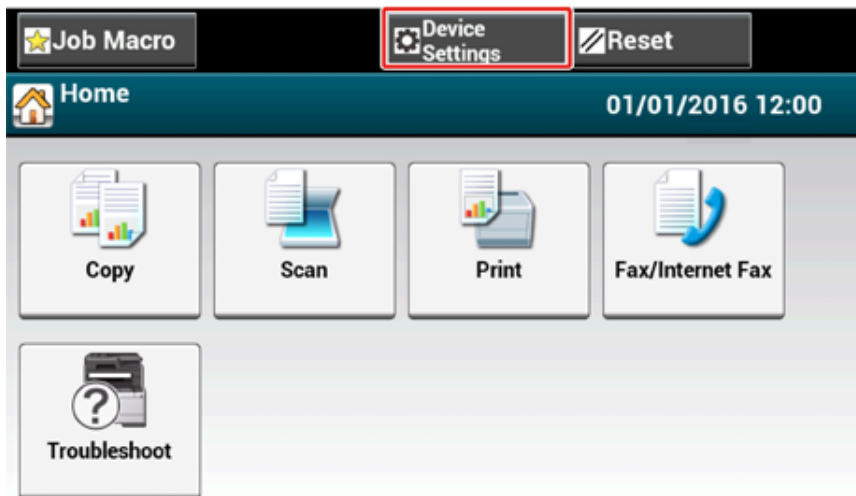 Job Macro
Device
Settings
Reset
Home
01/01/2016 12:00
Copy
Scan
Print
Fax/Internet Fax
?
Troubleshoot